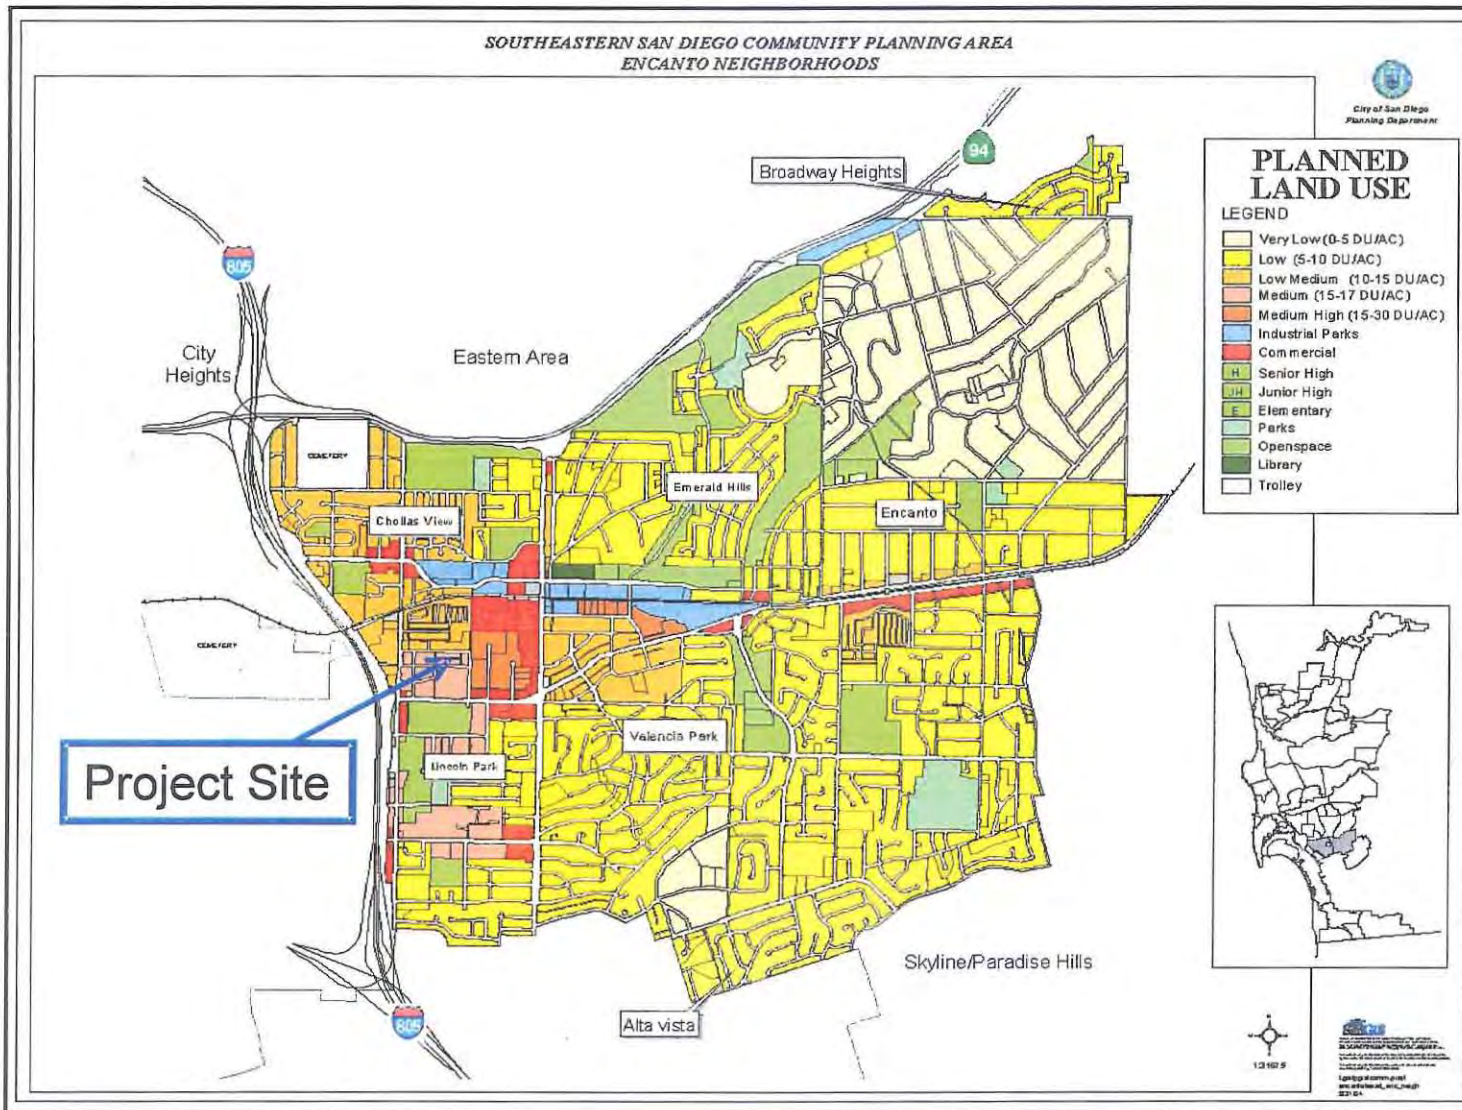 SOUTHEASTERN SAN DIEGO COMMUNITY PLANNING AREA
ENCANTO NEIGHBORHOODS
City of San Diego
Planning Department
94
Broadway Heights
PLANNED
LAND USE
LEGEND
Very Low (0-5 DU/AC)
Low (5-10 DU/AC)
Low Medium (10-15 DU/AC)
Medium (15-17 DU/AC)
Medium High (15-30 DU/AC)
Industrial Parks
Commercial
H Senior High
JH Junior High
E Elementary
Parks
Openspace
Library
Trolley
805
City
Heights
Eastern Area
CEMETERY
Emerald Hills
Chollas View
Encanto
CEMETERY
Valencia Park
Lincoln Park
Project Site
Skyline/Paradise Hills
805
Alta vista